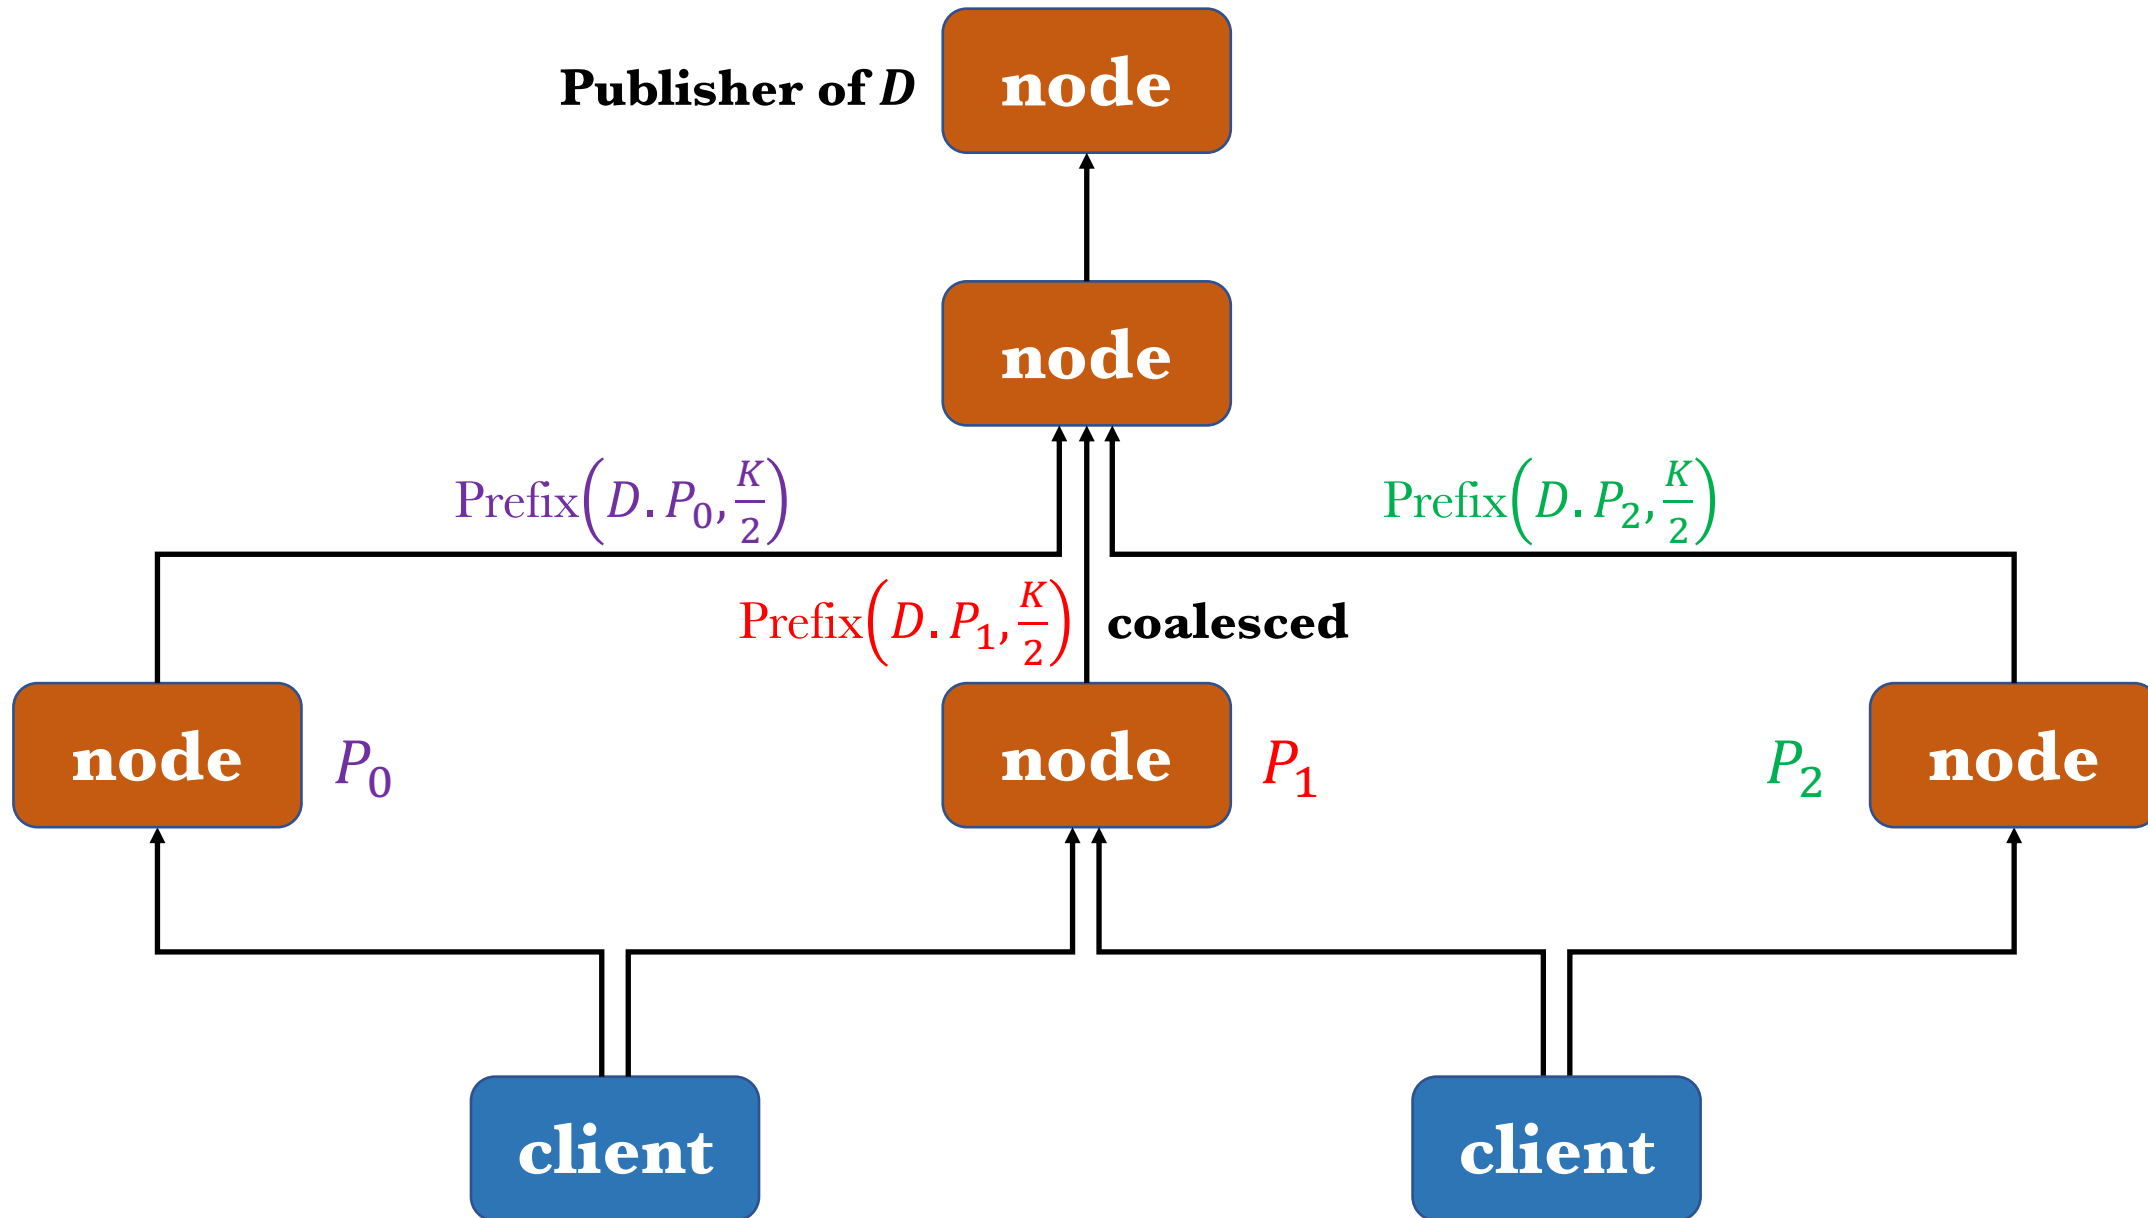 Publisher of D
node
node
Prefix(D.P₀, K/2)
Prefix(D.P₂, K/2)
Prefix(D.P₁, K/2)
coalesced
node
P₀
node
P₁
P₂
node
client
client